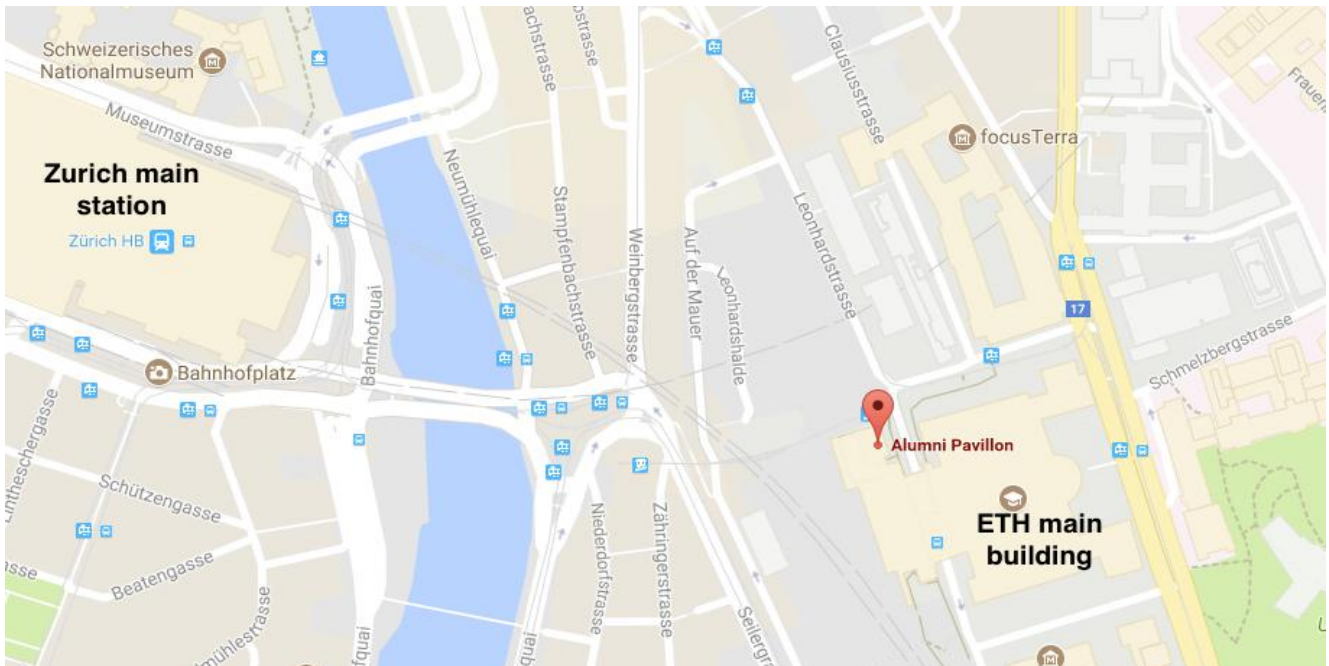 Schweizerisches
Nationalmuseum
Museumstrasse
Zurich main
station
Zürich HB
Bahnhofplatz
Bahnhofquai
Neumühlequai
Stampfenbachstrasse
Weinbergstrasse
Auf der Mauer
Leonhardshalde
Leonhardstrasse
Clausiusstrasse
focusTerra
17
Schmelzbergstrasse
Alumni Pavillon
ETH main
building
Schützengasse
Beatengasse
Niederdorfstrasse
Zähringerstrasse